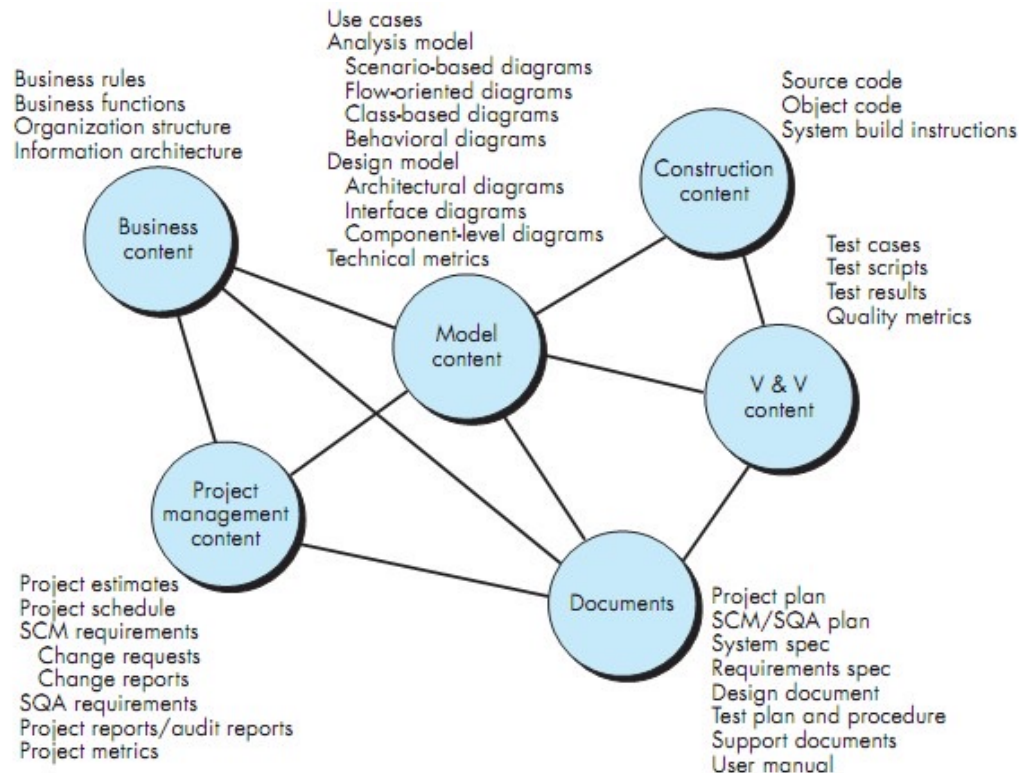 Business rules
Business functions
Organization structure
Information architecture
Business
content
Use cases
Analysis model
Scenario-based diagrams
Flow-oriented diagrams
Class-based diagrams
Behavioral diagrams
Design model
Architectural diagrams
Interface diagrams
Component-level diagrams
Technical metrics
Model
content
Source code
Object code
System build instructions
Construction
content
Test cases
Test scripts
Test results
Quality metrics
V & V
content
Project
management
content
Project estimates
Project schedule
SCM requirements
Change requests
Change reports
SQA requirements
Project reports/audit reports
Project metrics
Documents
Project plan
SCM/SQA plan
System spec
Requirements spec
Design document
Test plan and procedure
Support documents
User manual